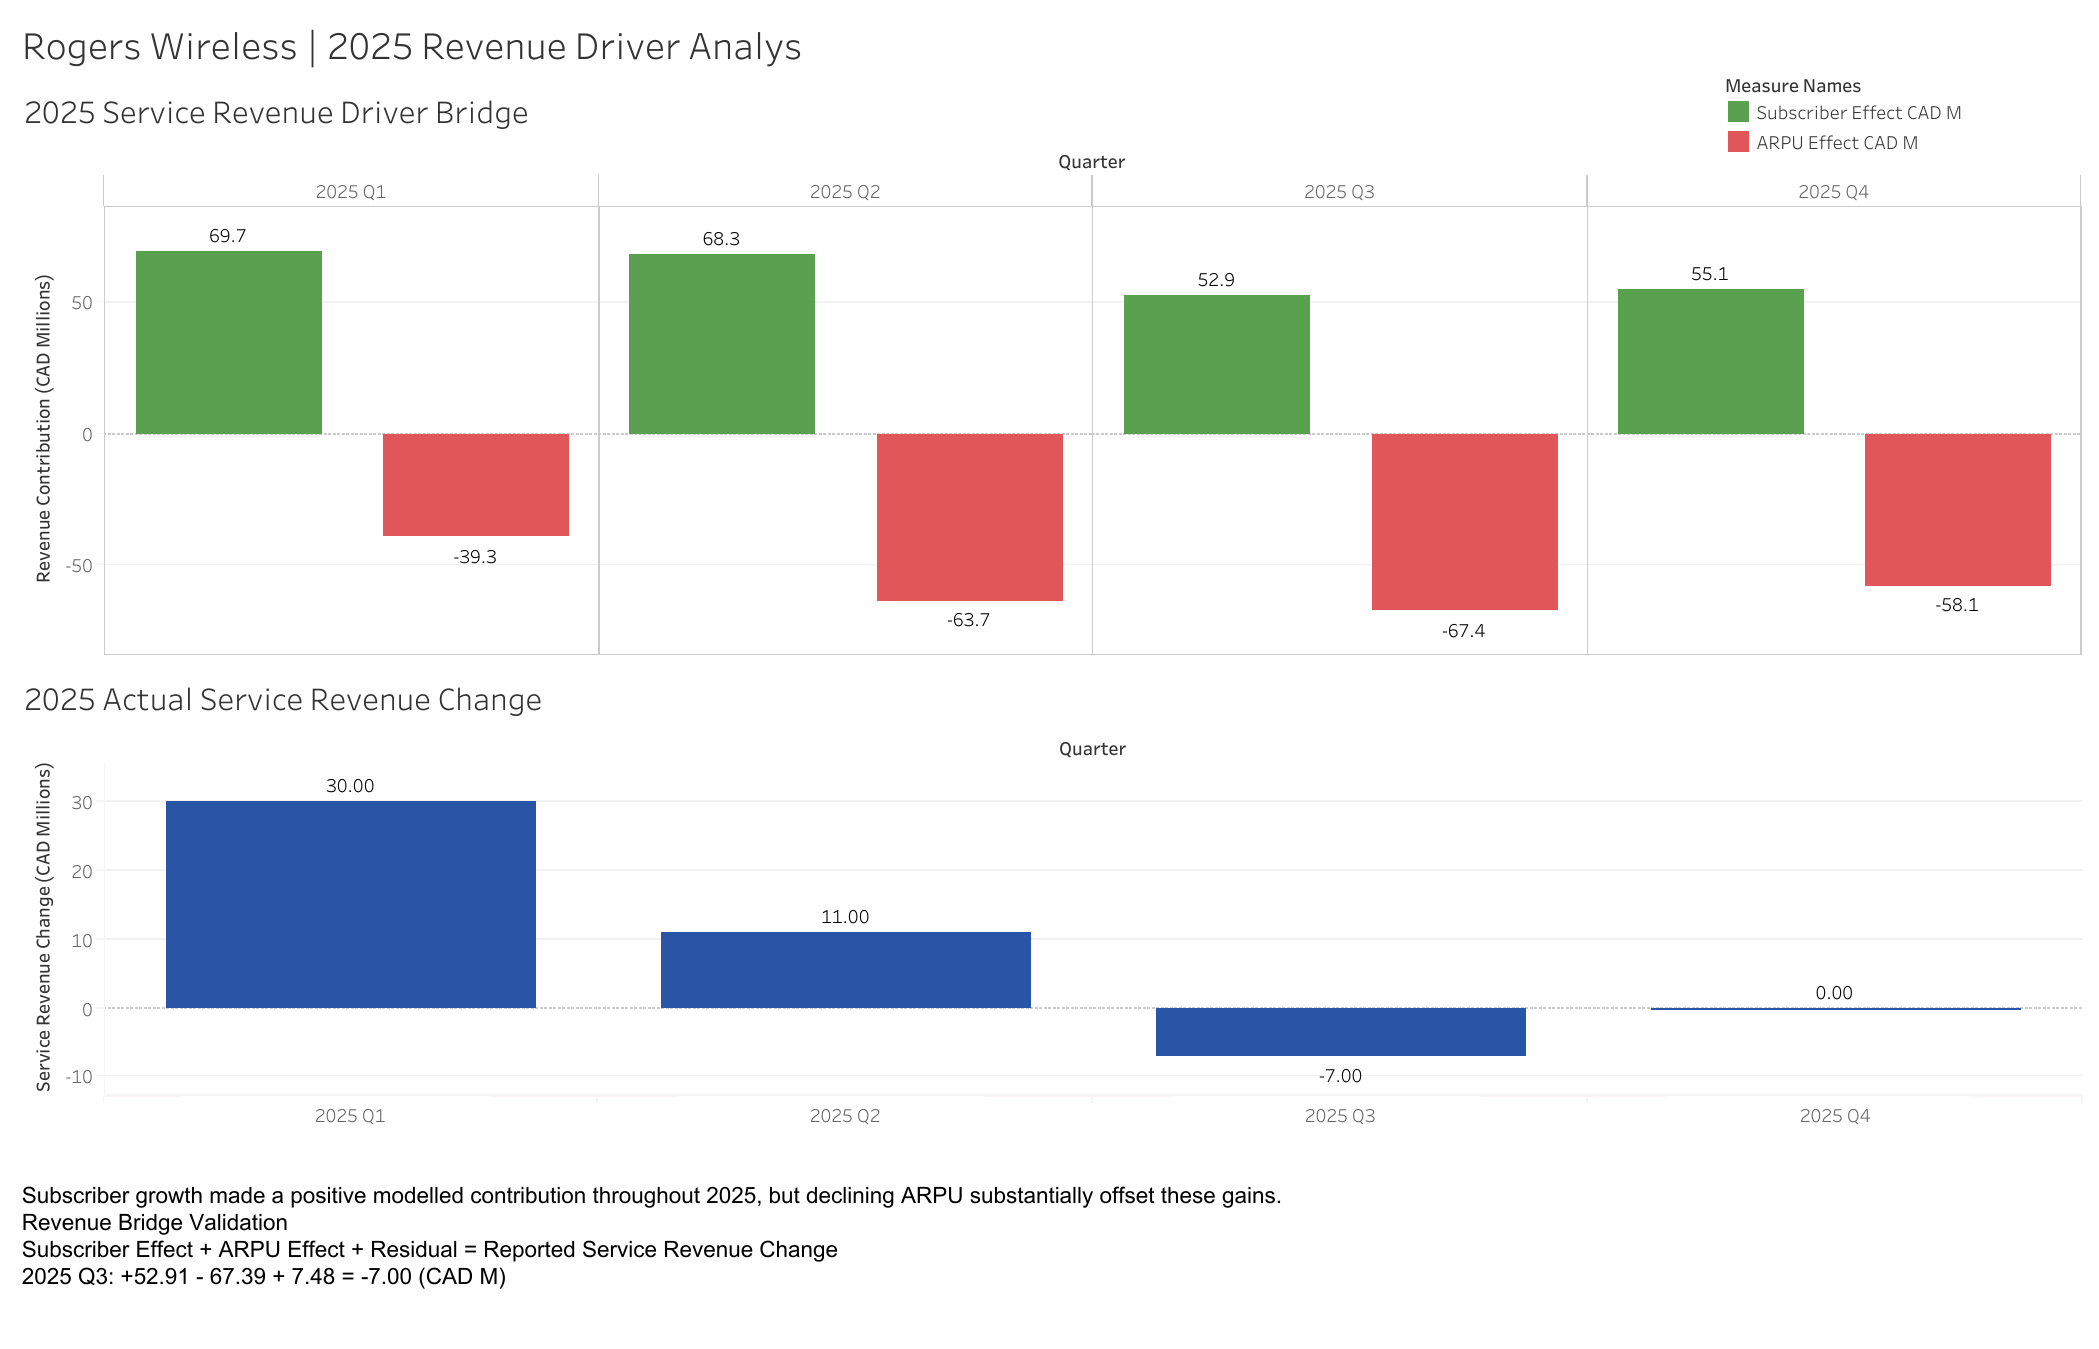 Rogers Wireless | 2025 Revenue Driver Analys
2025 Service Revenue Driver Bridge
Measure Names
Subscriber Effect CAD M
ARPU Effect CAD M
Quarter
2025 Q1 2025 Q2 2025 Q3 2025 Q4
Revenue Contribution (CAD Millions)
50
0
-50
69.7
-39.3
68.3
-63.7
52.9
-67.4
55.1
-58.1
2025 Actual Service Revenue Change
Quarter
Service Revenue Change (CAD Millions)
30
20
10
0
-10
30.00
11.00
-7.00
0.00
2025 Q1 2025 Q2 2025 Q3 2025 Q4
Subscriber growth made a positive modelled contribution throughout 2025, but declining ARPU substantially offset these gains.
Revenue Bridge Validation
Subscriber Effect + ARPU Effect + Residual = Reported Service Revenue Change
2025 Q3: +52.91 - 67.39 + 7.48 = -7.00 (CAD M)